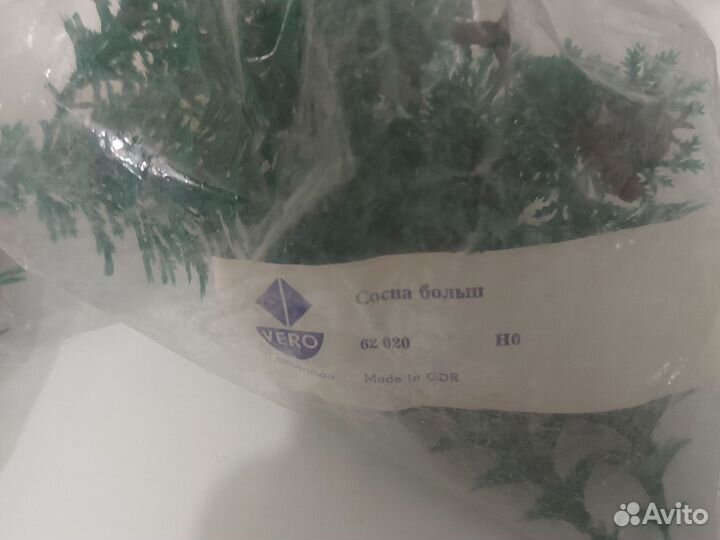 Сосна больш
VERO
62 020 H0
Made in GDR
Avito